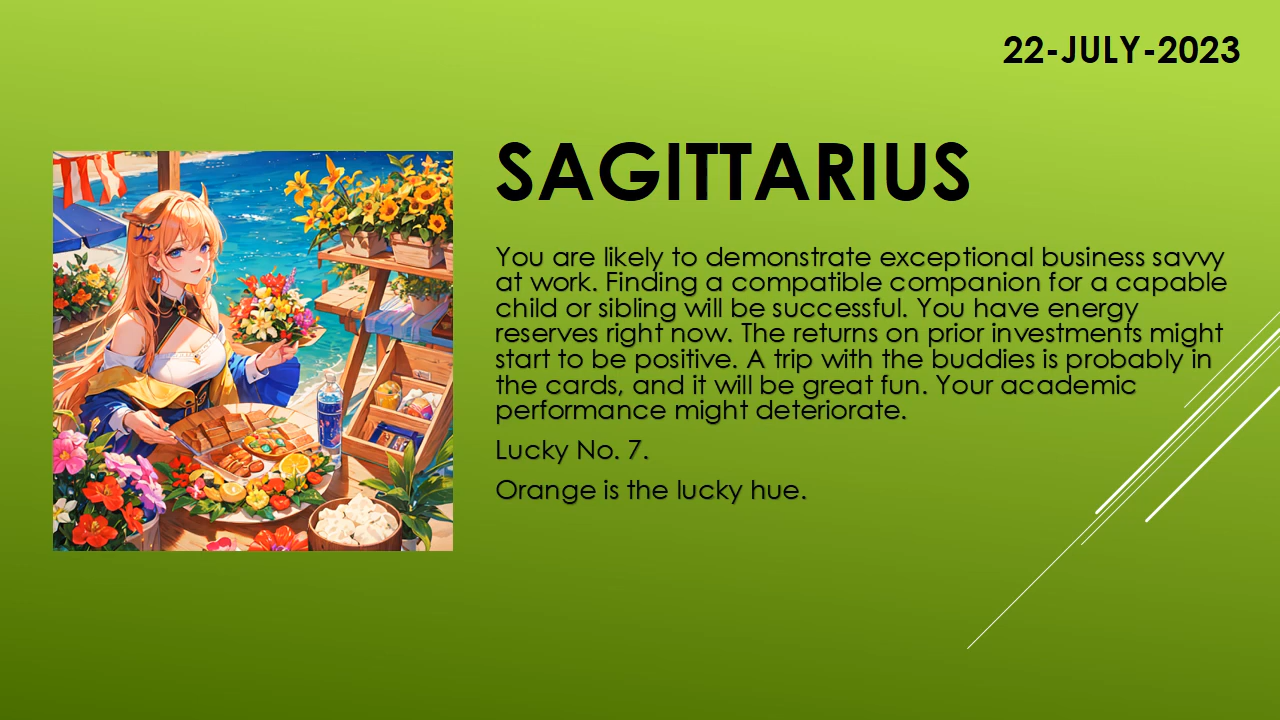 22-JULY-2023
SAGITTARIUS
You are likely to demonstrate exceptional business savvy
at work. Finding a compatible companion for a capable
child or sibling will be successful. You have energy
reserves right now. The returns on prior investments might
start to be positive. A trip with the buddies is probably in
the cards, and it will be great fun. Your academic
performance might deteriorate.
Lucky No. 7.
Orange is the lucky hue.